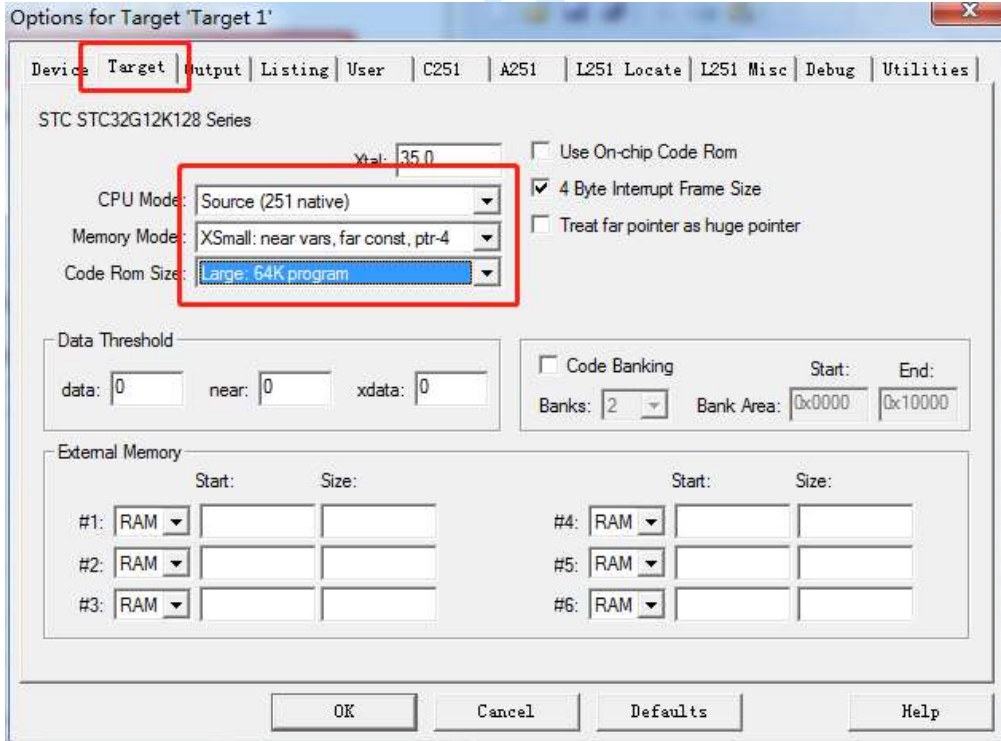 Options for Target 'Target 1'
Device Target Output Listing User C251 A251 L251 Locate L251 Misc Debug Utilities
STC STC32G12K128 Series
Xtal: 35.0
Use On-chip Code Rom
CPU Mode: Source (251 native)
4 Byte Interrupt Frame Size
Memory Model: XSmall: near vars, far const, ptr-4
Treat far pointer as huge pointer
Code Rom Size: Large: 64K program
Data Threshold
data: 0 near: 0 xdata: 0
Code Banking Start: End:
Banks: 2 Bank Area: 0x0000 0x10000
External Memory
Start: Size: Start: Size:
#1: RAM #4: RAM
#2: RAM #5: RAM
#3: RAM #6: RAM
OK Cancel Defaults Help